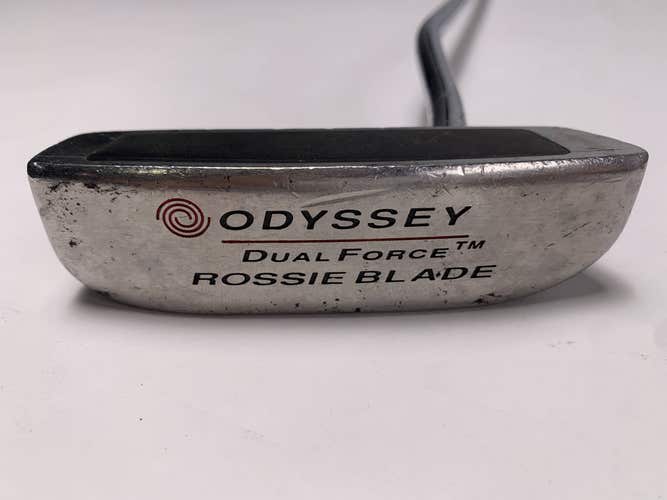 ODYSSEY
DUAL FORCE™
ROSSIE BLADE